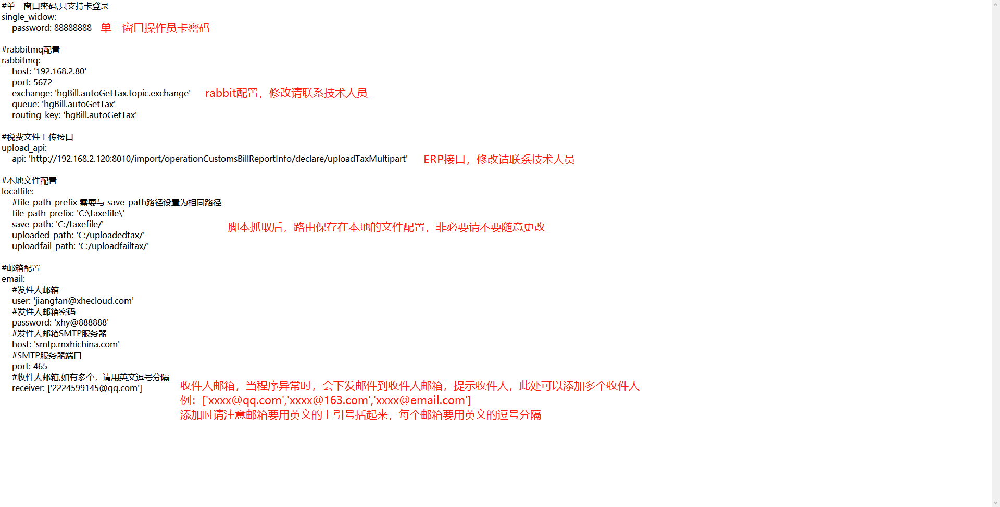 #单一窗口密码,只支持卡登录
single_widow:
password: 88888888 单一窗口操作员卡密码
#rabbitmq配置
rabbitmq:
host: '192.168.2.80'
port: 5672
exchange: 'hgBill.autoGetTax.topic.exchange' rabbit配置，修改请联系技术人员
queue: 'hgBill.autoGetTax'
routing_key: 'hgBill.autoGetTax'
#税费文件上传接口
upload_api:
api: 'http://192.168.2.120:8010/import/operationCustomsBillReportInfo/declare/uploadTaxMultipart' ERP接口，修改请联系技术人员
#本地文件配置
localfile:
#file_path_prefix 需要与 save_path路径设置为相同路径
file_path_prefix: 'C:\taxefile\'
save_path: 'C:/taxefile/'
脚本抓取后，路由保存在本地的文件配置，非必要请不要随意更改
uploaded_path: 'C:/uploadedtax/'
uploadfail_path: 'C:/uploadfailtax/'
#邮箱配置
email:
#发件人邮箱
user: 'jiangfan@xhecloud.com'
#发件人邮箱密码
password: 'xhy@888888'
#发件人邮箱SMTP服务器
host: 'smtp.mxhichina.com'
#SMTP服务器端口
port: 465
#收件人邮箱,如有多个，请用英文逗号分隔
receiver: ['2224599145@qq.com'] 收件人邮箱，当程序异常时，会下发邮件到收件人邮箱，提示收件人，此处可以添加多个收件人
例：['xxxx@qq.com','xxxx@163.com','xxxx@email.com']
添加时请注意邮箱要用英文的上引号括起来，每个邮箱要用英文的逗号分隔